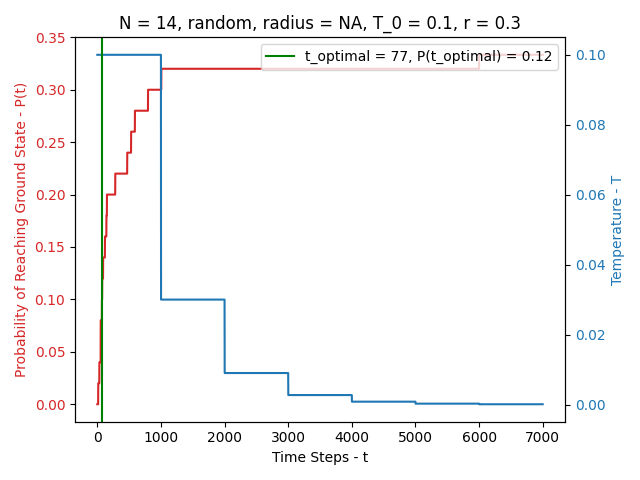 N = 14, random, radius = NA, T_0 = 0.1, r = 0.3
t_optimal = 77, P(t_optimal) = 0.12
Probability of Reaching Ground State - P(t)
0.35
0.30
0.25
0.20
0.15
0.10
0.05
0.00
0.10
0.08
0.06
0.04
0.02
0.00
Temperature - T
0 1000 2000 3000 4000 5000 6000 7000
Time Steps - t